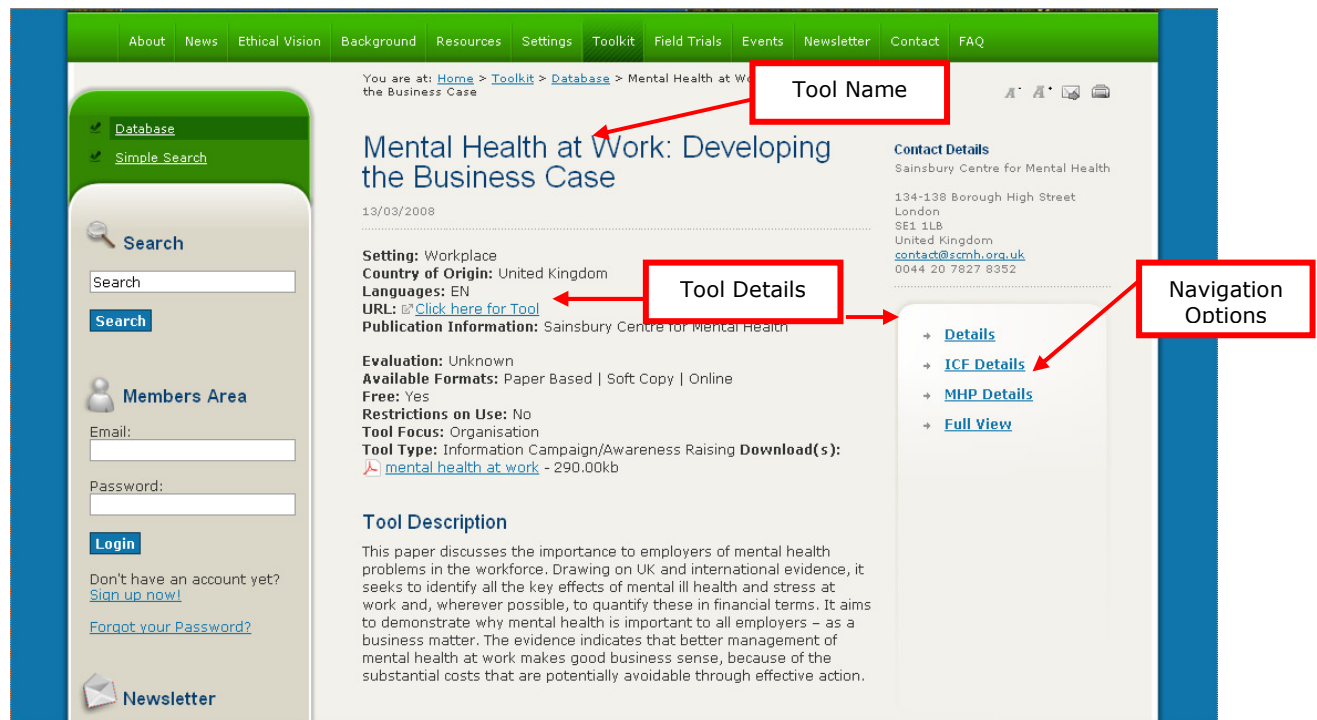 About News Ethical Vision Background Resources Settings Toolkit Field Trials Events Newsletter Contact FAQ
You are at: Home > Toolkit > Database > Mental Health at
the Business Case
Tool Name
A- A+
Database
Simple Search
Mental Health at Work: Developing
the Business Case
13/03/2008
Contact Details
Sainsbury Centre for Mental Health
134-138 Borough High Street
London
SE1 1LB
United Kingdom
contact@scmh.org.uk
0044 20 7827 8352
Search
Search
Search
Setting: Workplace
Country of Origin: United Kingdom
Languages: EN
URL: Click here for Tool
Publication Information: Sainsbury Centre for Mental Health
Tool Details
Navigation
Options
Details
ICF Details
MHP Details
Full View
Evaluation: Unknown
Available Formats: Paper Based | Soft Copy | Online
Free: Yes
Restrictions on Use: No
Tool Focus: Organisation
Tool Type: Information Campaign/Awareness Raising Download(s):
mental health at work - 290.00kb
Members Area
Email:
Password:
Login
Don't have an account yet?
Sign up now!
Forgot your Password?
Newsletter
Tool Description
This paper discusses the importance to employers of mental health
problems in the workforce. Drawing on UK and international evidence, it
seeks to identify all the key effects of mental ill health and stress at
work and, wherever possible, to quantify these in financial terms. It aims
to demonstrate why mental health is important to all employers – as a
business matter. The evidence indicates that better management of
mental health at work makes good business sense, because of the
substantial costs that are potentially avoidable through effective action.